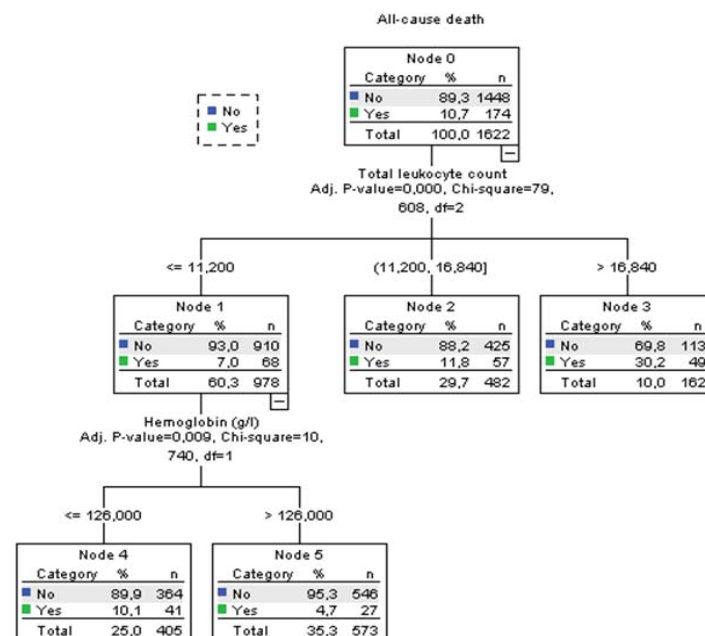 All-cause death
Node 0
Category % n
No 89,3 1448
Yes 10,7 174
Total 100,0 1622
No
Yes
Total leukocyte count
Adj. P-value=0,000, Chi-square=79,
608, df=2
<= 11,200
(11,200, 16,840]
> 16,840
Node 1
Category % n
No 93,0 910
Yes 7,0 68
Total 60,3 978
Node 2
Category % n
No 88,2 425
Yes 11,8 57
Total 29,7 482
Node 3
Category % n
No 69,8 113
Yes 30,2 49
Total 10,0 162
Hemoglobin (g/l)
Adj. P-value=0,009, Chi-square=10,
740, df=1
<= 126,000
> 126,000
Node 4
Category % n
No 89,9 364
Yes 10,1 41
Total 25,0 405
Node 5
Category % n
No 95,3 546
Yes 4,7 27
Total 35,3 573